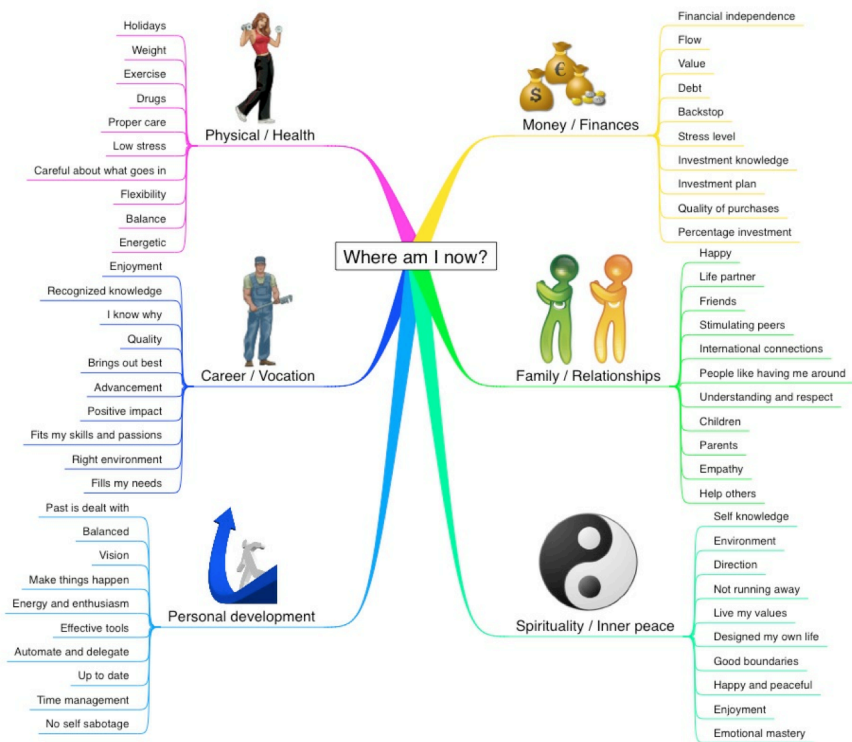 Where am I now?
Physical / Health
Holidays
Weight
Exercise
Drugs
Proper care
Low stress
Careful about what goes in
Flexibility
Balance
Energetic
Career / Vocation
Enjoyment
Recognized knowledge
I know why
Quality
Brings out best
Advancement
Positive impact
Fits my skills and passions
Right environment
Fills my needs
Personal development
Past is dealt with
Balanced
Vision
Make things happen
Energy and enthusiasm
Effective tools
Automate and delegate
Up to date
Time management
No self sabotage
$
€
Money / Finances
Financial independence
Flow
Value
Debt
Backstop
Stress level
Investment knowledge
Investment plan
Quality of purchases
Percentage investment
Family / Relationships
Happy
Life partner
Friends
Stimulating peers
International connections
People like having me around
Understanding and respect
Children
Parents
Empathy
Help others
Spirituality / Inner peace
Self knowledge
Environment
Direction
Not running away
Live my values
Designed my own life
Good boundaries
Happy and peaceful
Enjoyment
Emotional mastery